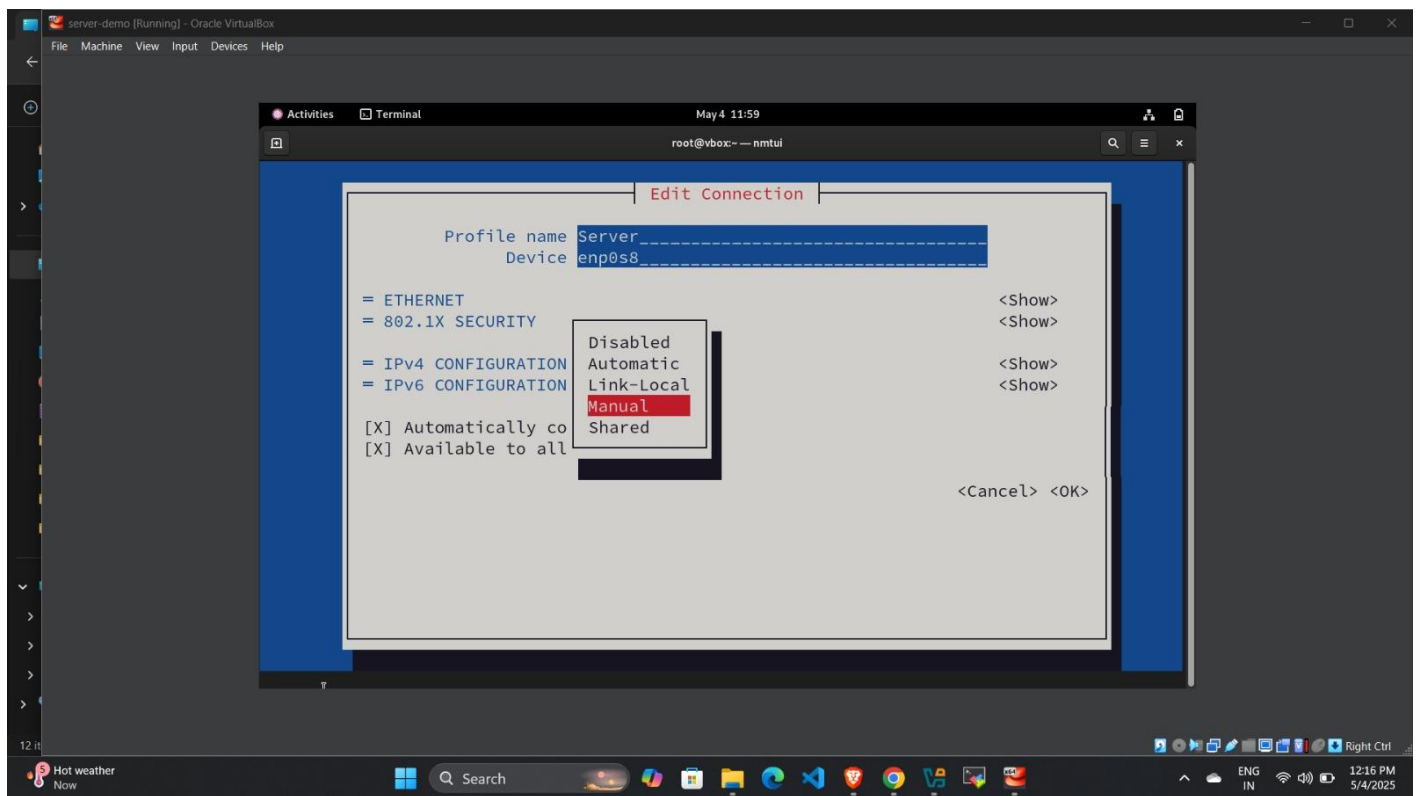 server-demo [Running] - Oracle VirtualBox
File Machine View Input Devices Help
Activities Terminal May 4 11:59
root@vbox:~ — nmtui
Edit Connection
Profile name Server
Device enp0s8
= ETHERNET <Show>
= 802.1X SECURITY <Show>
Disabled
= IPv4 CONFIGURATION Automatic <Show>
= IPv6 CONFIGURATION Link-Local <Show>
Manual
[X] Automatically co Shared
[X] Available to all
<Cancel> <OK>
12 it
Right Ctrl
5 Hot weather
Now
Search
ENG
IN
12:16 PM
5/4/2025